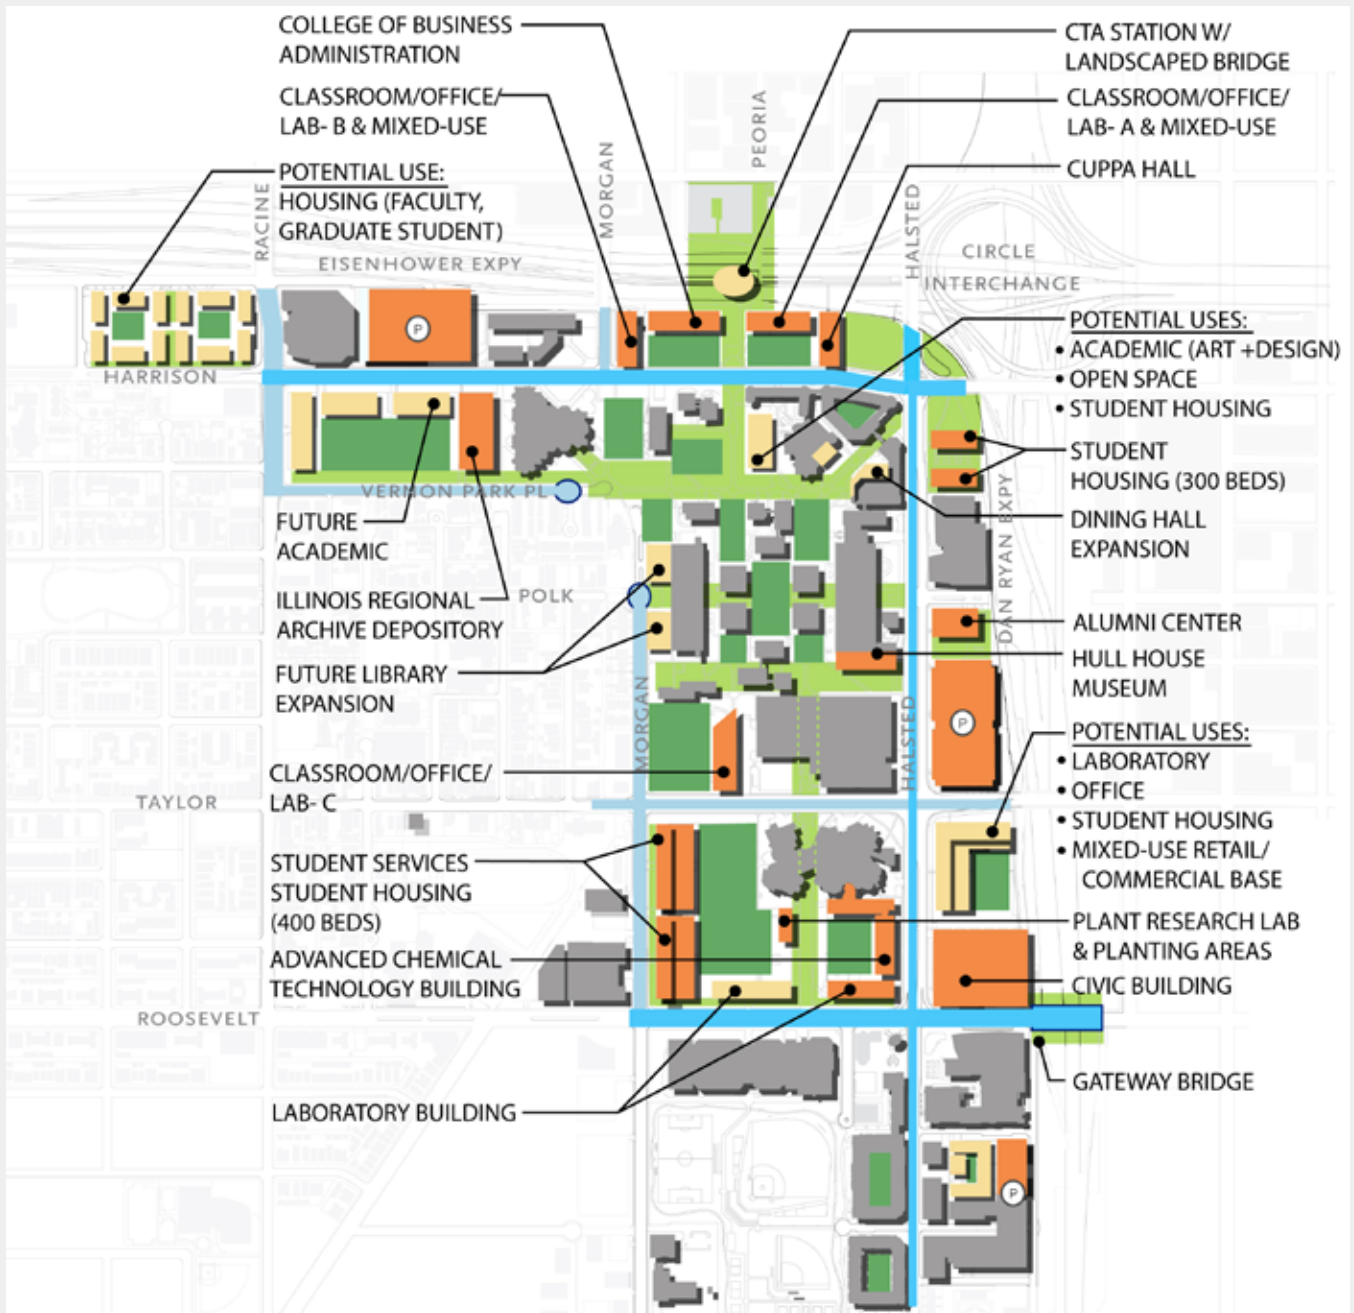 COLLEGE OF BUSINESS
ADMINISTRATION
CLASSROOM/OFFICE/
LAB- B & MIXED-USE
POTENTIAL USE:
HOUSING (FACULTY,
GRADUATE STUDENT)
CTA STATION W/
LANDSCAPED BRIDGE
CLASSROOM/OFFICE/
LAB- A & MIXED-USE
CUPPA HALL
RACINE
MORGAN
PEORIA
HALSTED
EISENHOWER EXPY
CIRCLE
INTERCHANGE
P
HARRISON
POTENTIAL USES:
• ACADEMIC (ART +DESIGN)
• OPEN SPACE
• STUDENT HOUSING
STUDENT
HOUSING (300 BEDS)
DINING HALL
EXPANSION
DAN RYAN EXPY
VERNON PARK PL
FUTURE
ACADEMIC
POLK
ILLINOIS REGIONAL
ARCHIVE DEPOSITORY
FUTURE LIBRARY
EXPANSION
ALUMNI CENTER
HULL HOUSE
MUSEUM
MORGAN
HALSTED
P
CLASSROOM/OFFICE/
LAB- C
TAYLOR
POTENTIAL USES:
• LABORATORY
• OFFICE
• STUDENT HOUSING
• MIXED-USE RETAIL/
COMMERCIAL BASE
STUDENT SERVICES
STUDENT HOUSING
(400 BEDS)
ADVANCED CHEMICAL
TECHNOLOGY BUILDING
PLANT RESEARCH LAB
& PLANTING AREAS
CIVIC BUILDING
ROOSEVELT
GATEWAY BRIDGE
LABORATORY BUILDING
P